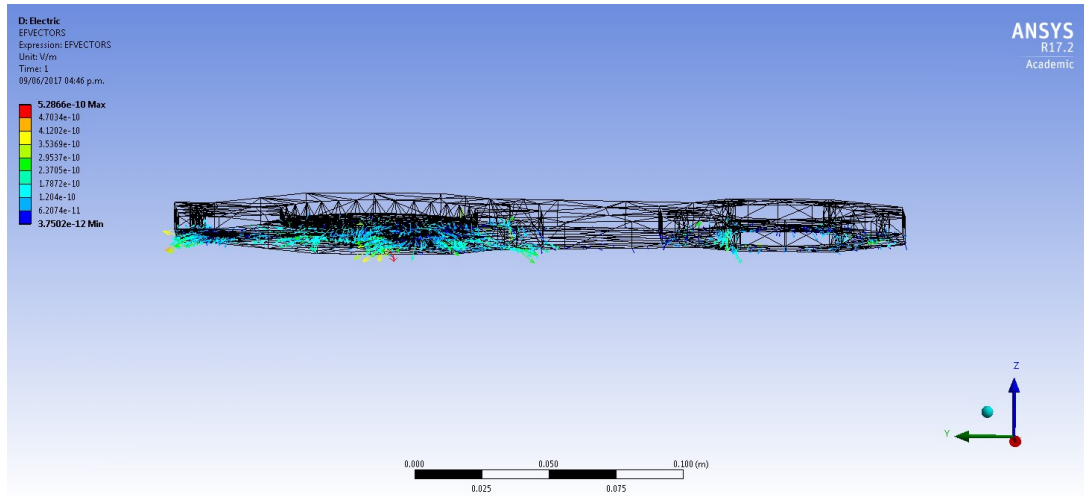 D: Electric
EFVECTORS
Expression: EFVECTORS
Unit: V/m
Time: 1
09/06/2017 04:46 p.m.
5.2866e-10 Max
4.7034e-10
4.1202e-10
3.5369e-10
2.9537e-10
2.3705e-10
1.7872e-10
1.204e-10
6.2074e-11
3.7502e-12 Min
ANSYS
R17.2
Academic
Z
Y
0.000 0.050 0.100 (m)
0.025 0.075